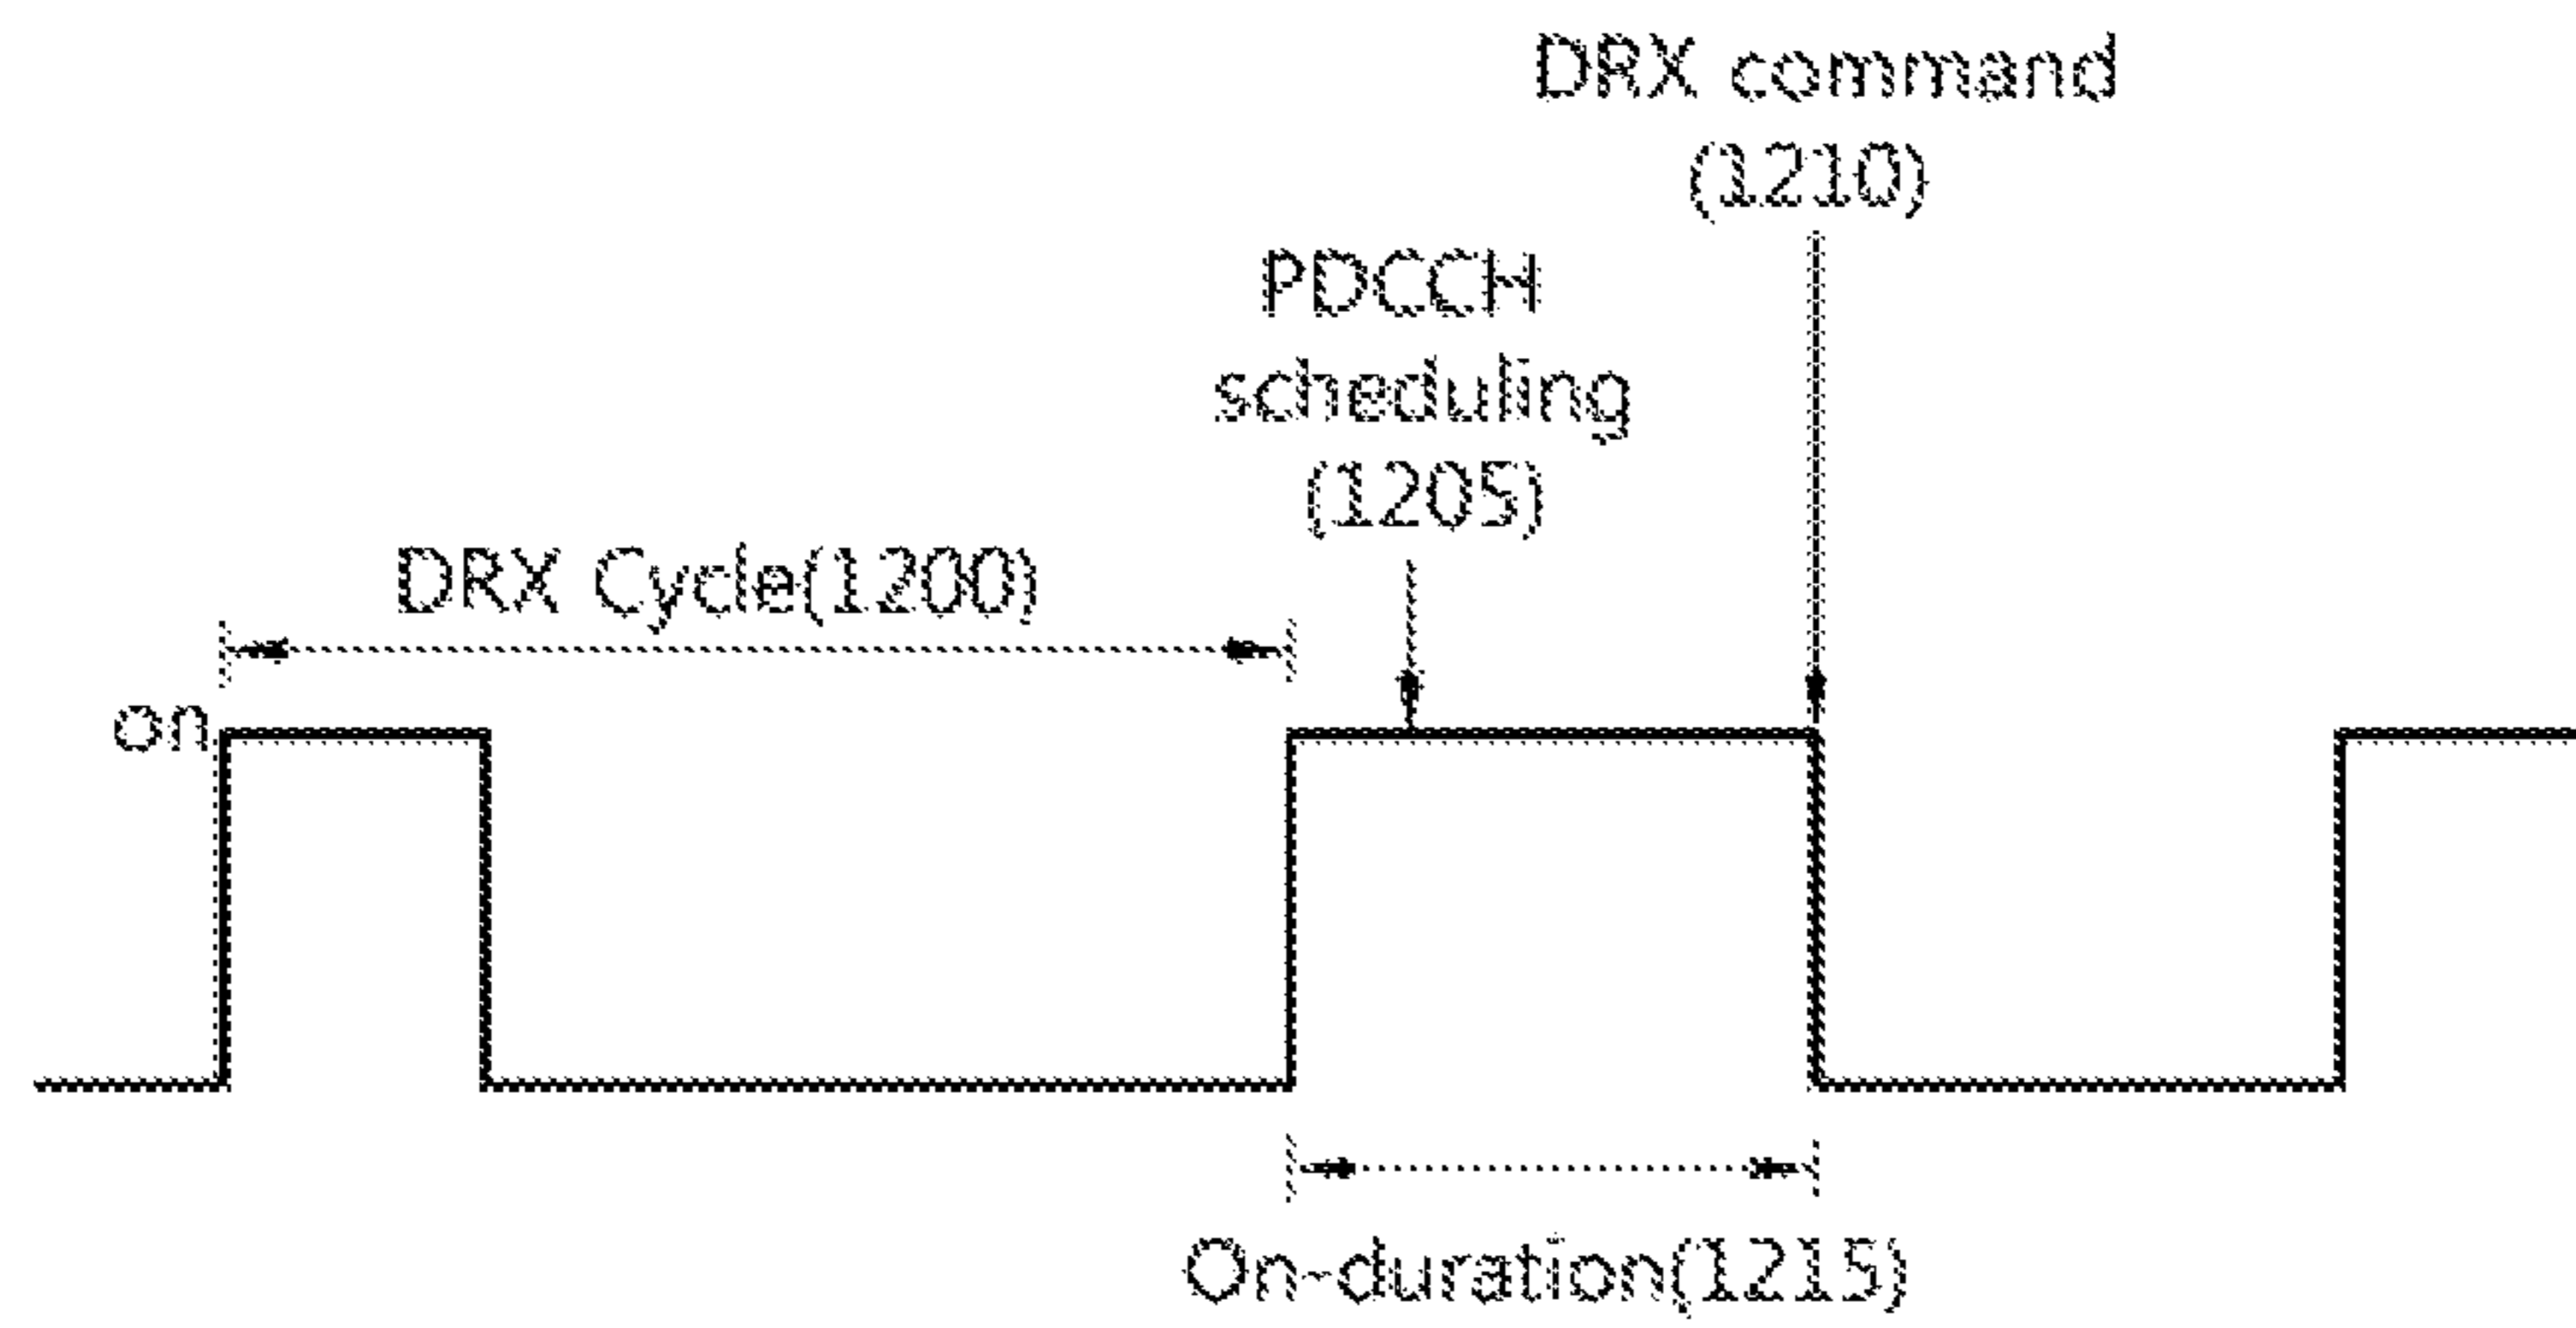 DRX command
(1210)
PDCCH
scheduling
(1205)
DRX Cycle(1200)
on
On-duration(1215)